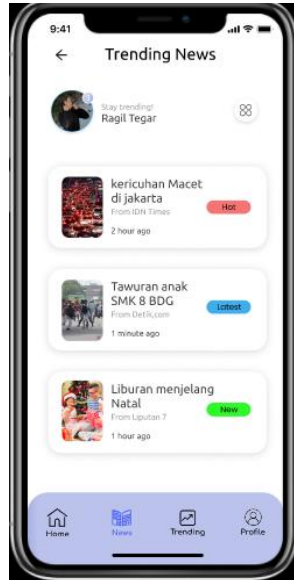 9:41
Trending News
Stay trending!
Ragil Tegar
kericuhan Macet
di jakarta
From IDN Times
Hot
2 hour ago
Tawuran anak
SMK 8 BDG
From Detik,com
Latest
1 minute ago
Liburan menjelang
Natal
From Liputan 7
New
1 hour ago
Home
News
Trending
Profile